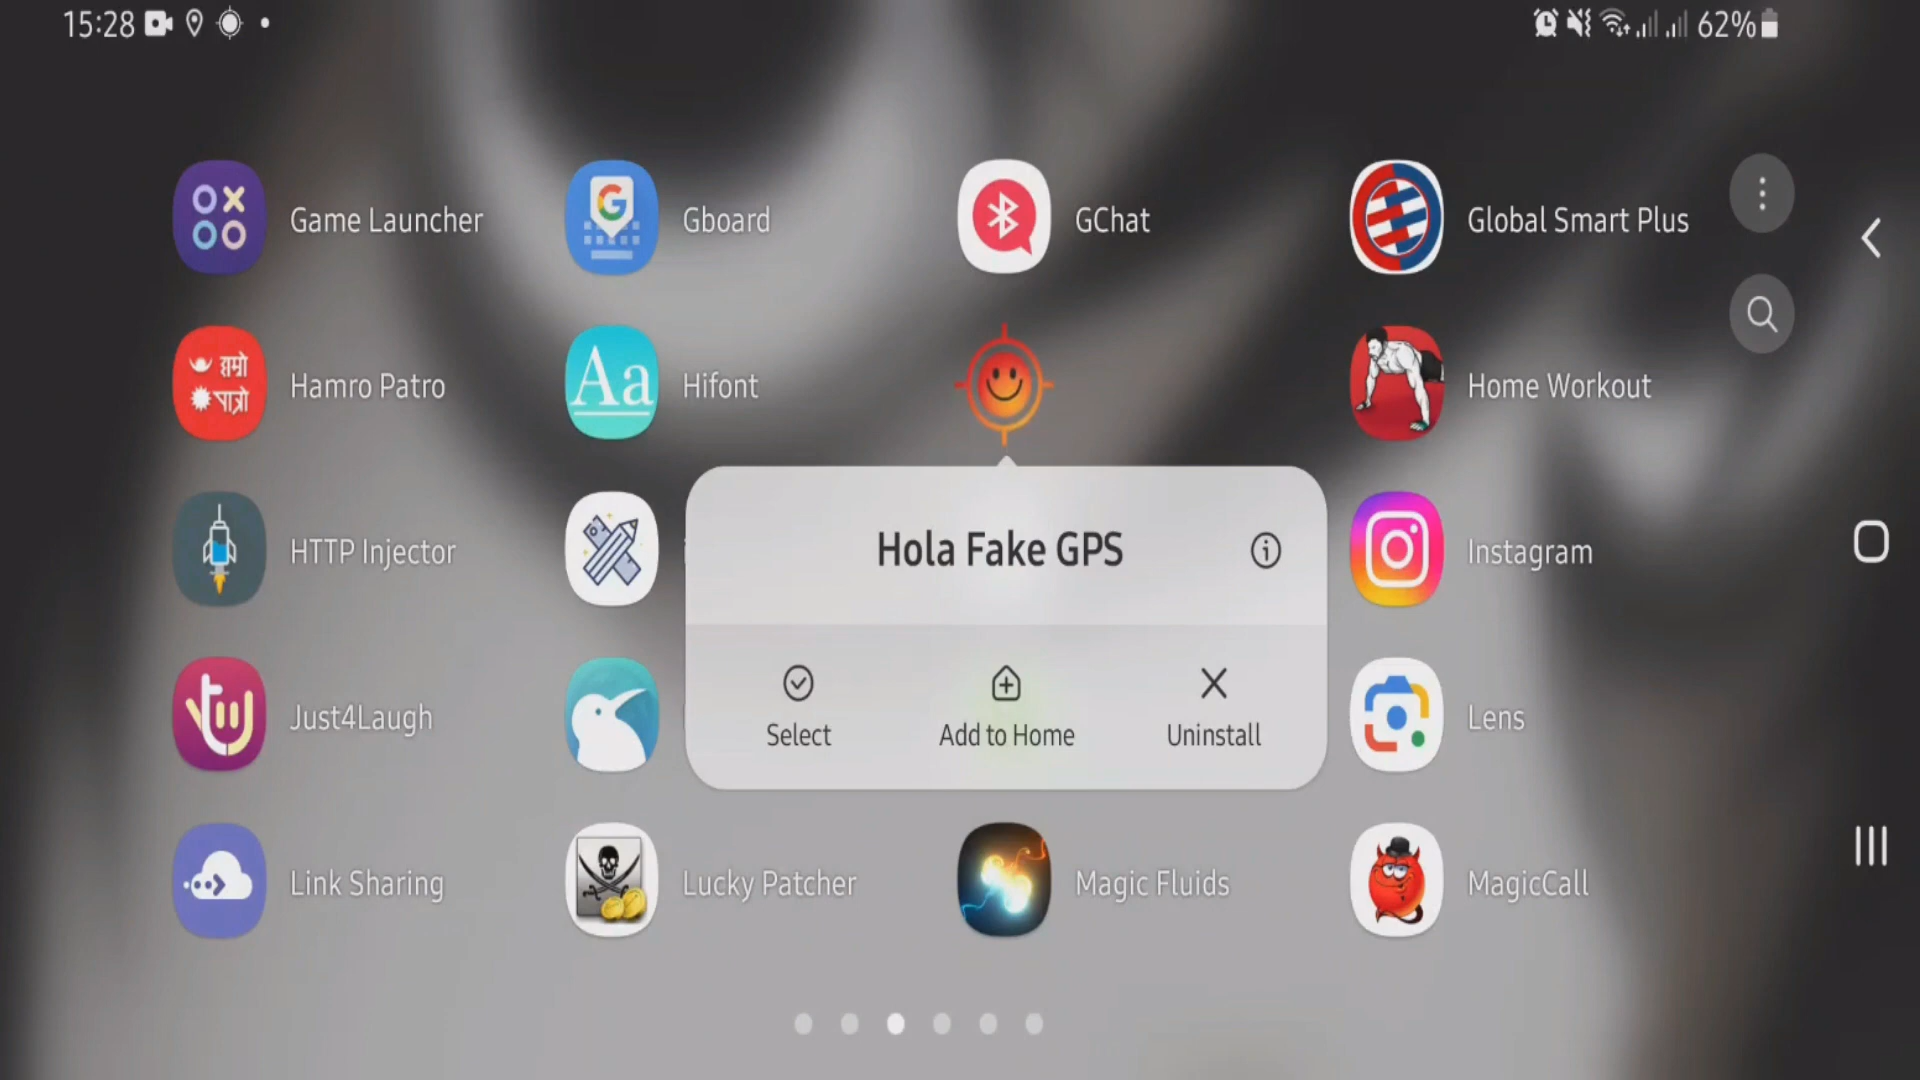 15:28
62%
Game Launcher
Gboard
GChat
Global Smart Plus
हाम्रो
पात्रो
Hamro Patro
Aa
Hifont
Home Workout
HTTP Injector
Hola Fake GPS
Instagram
Just4Laugh
Select
Add to Home
Uninstall
Lens
Link Sharing
Lucky Patcher
Magic Fluids
MagicCall